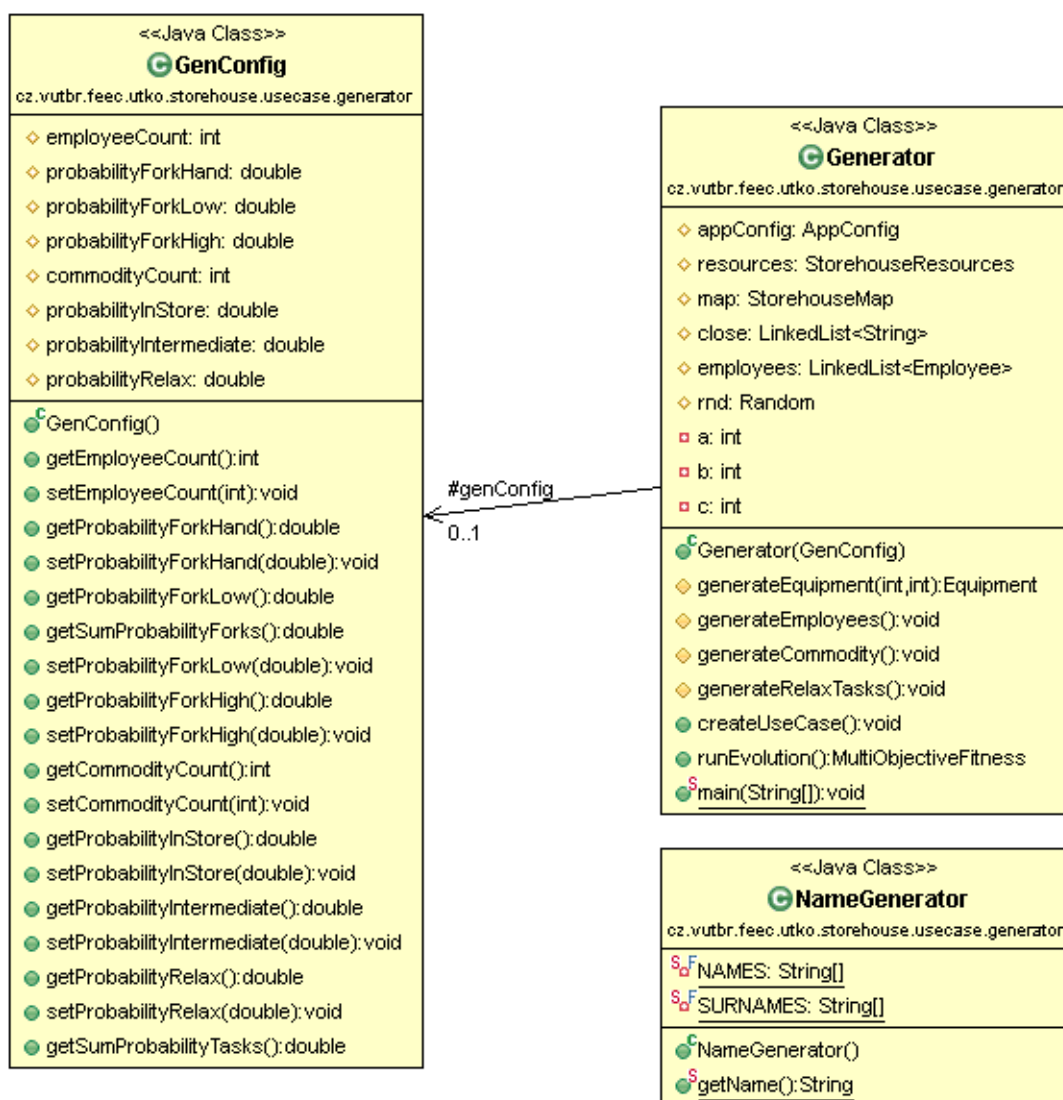 <<Java Class>>
GenConfig
cz.vutbr.feec.utko.storehouse.usecase.generator
employeeCount: int
probabilityForkHand: double
probabilityForkLow: double
probabilityForkHigh: double
commodityCount: int
probabilityInStore: double
probabilityIntermediate: double
probabilityRelax: double
GenConfig()
getEmployeeCount():int
setEmployeeCount(int):void
getProbabilityForkHand():double
setProbabilityForkHand(double):void
getProbabilityForkLow():double
getSumProbabilityForks():double
setProbabilityForkLow(double):void
getProbabilityForkHigh():double
setProbabilityForkHigh(double):void
getCommodityCount():int
setCommodityCount(int):void
getProbabilityInStore():double
setProbabilityInStore(double):void
getProbabilityIntermediate():double
setProbabilityIntermediate(double):void
getProbabilityRelax():double
setProbabilityRelax(double):void
getSumProbabilityTasks():double
#genConfig
0..1
<<Java Class>>
Generator
cz.vutbr.feec.utko.storehouse.usecase.generator
appConfig: AppConfig
resources: StorehouseResources
map: StorehouseMap
close: LinkedList<String>
employees: LinkedList<Employee>
rnd: Random
a: int
b: int
c: int
Generator(GenConfig)
generateEquipment(int,int):Equipment
generateEmployees():void
generateCommodity():void
generateRelaxTasks():void
createUseCase():void
runEvolution():MultiObjectiveFitness
main(String[]):void
<<Java Class>>
NameGenerator
cz.vutbr.feec.utko.storehouse.usecase.generator
NAMES: String[]
SURNAMES: String[]
NameGenerator()
getName():String